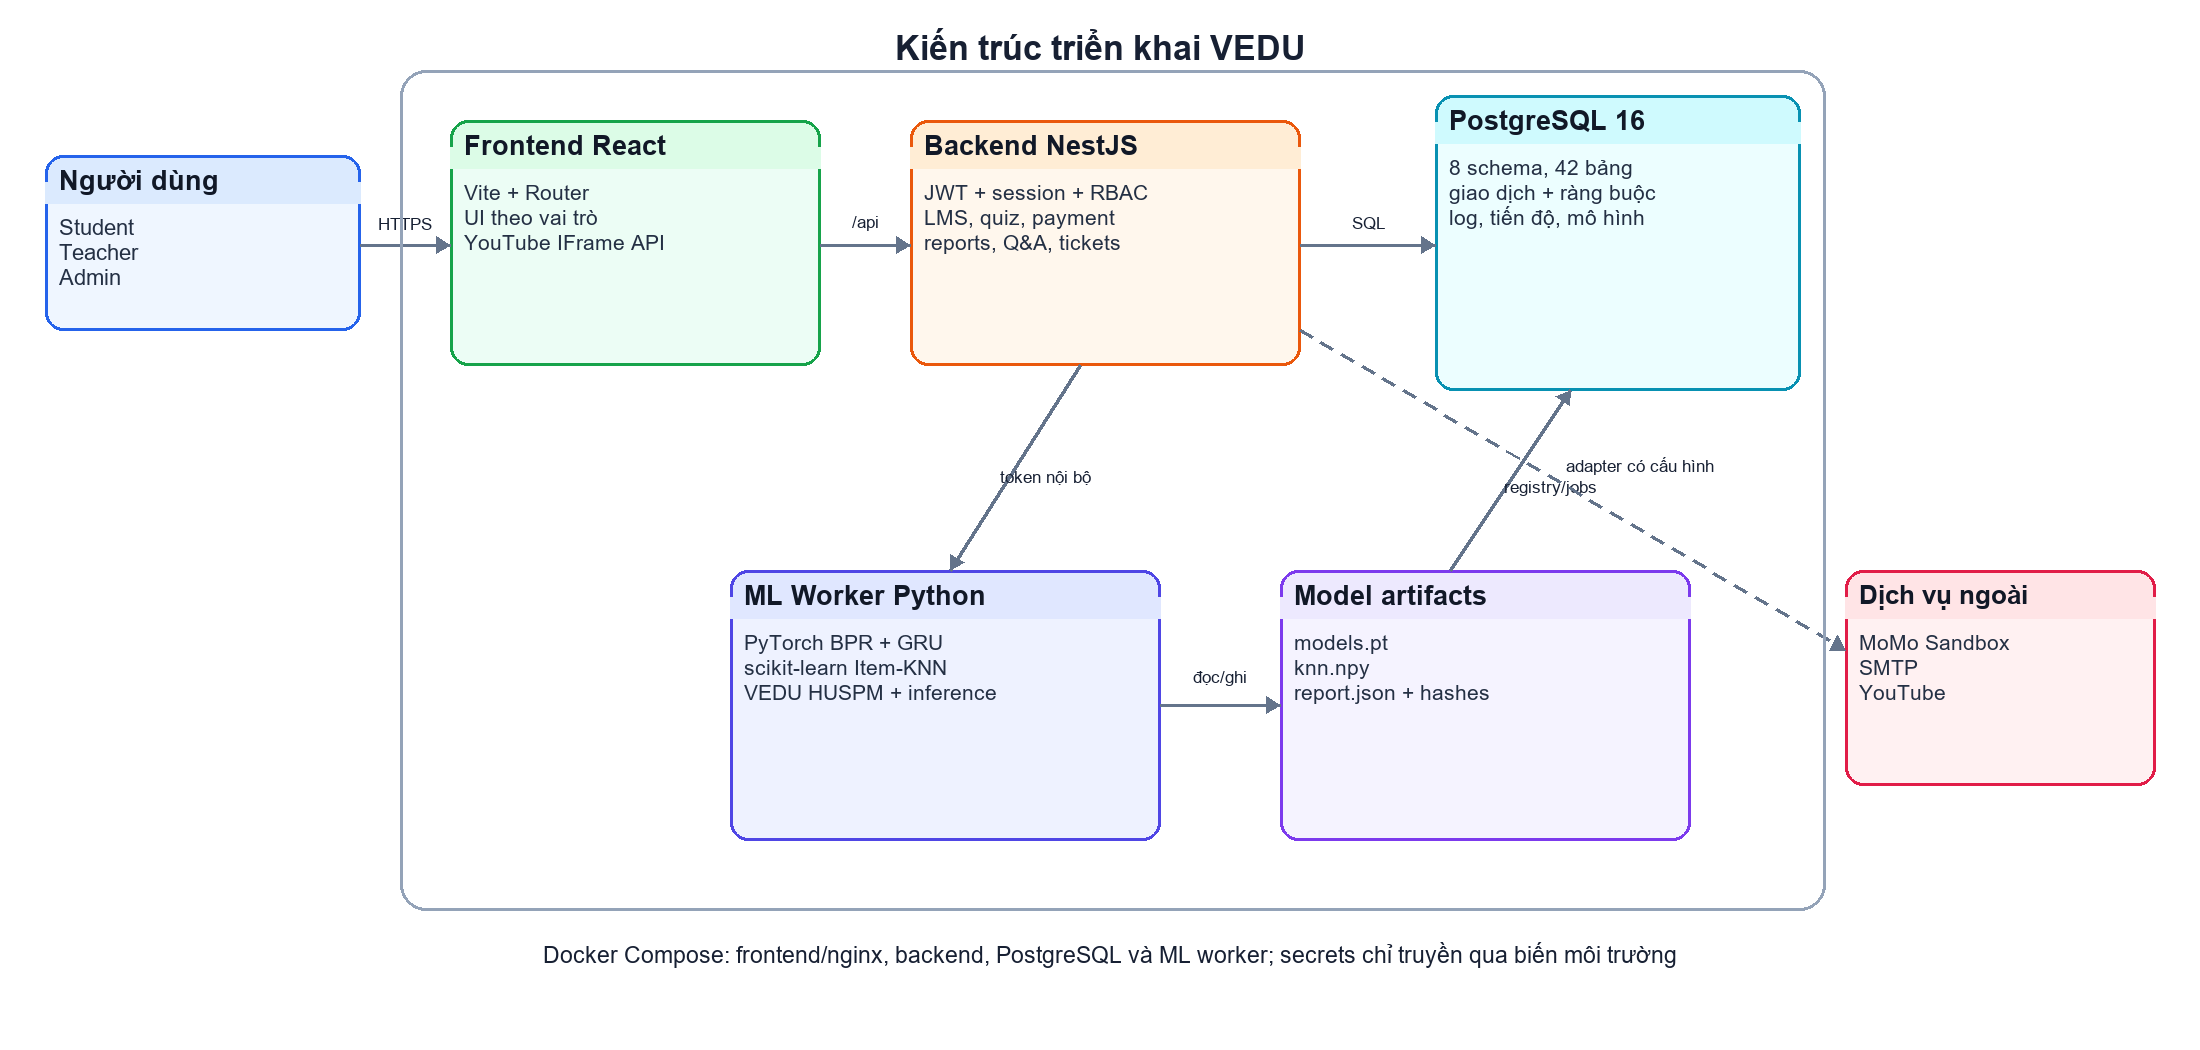 Kiến trúc triển khai VEDU
Người dùng
Student
Teacher
Admin
HTTPS
Frontend React
Vite + Router
UI theo vai trò
YouTube IFrame API
/api
Backend NestJS
JWT + session + RBAC
LMS, quiz, payment
reports, Q&A, tickets
SQL
PostgreSQL 16
8 schema, 42 bảng
giao dịch + ràng buộc
log, tiến độ, mô hình
token nội bộ
adapter có cấu hình
registry/jobs
ML Worker Python
PyTorch BPR + GRU
scikit-learn Item-KNN
VEDU HUSPM + inference
đọc/ghi
Model artifacts
models.pt
knn.npy
report.json + hashes
Dịch vụ ngoài
MoMo Sandbox
SMTP
YouTube
Docker Compose: frontend/nginx, backend, PostgreSQL và ML worker; secrets chỉ truyền qua biến môi trường